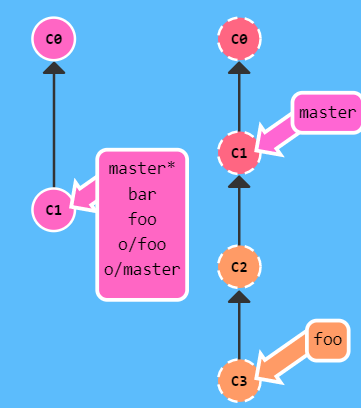 C0
C1
master*
bar
foo
o/foo
o/master
C0
master
C1
C2
foo
C3